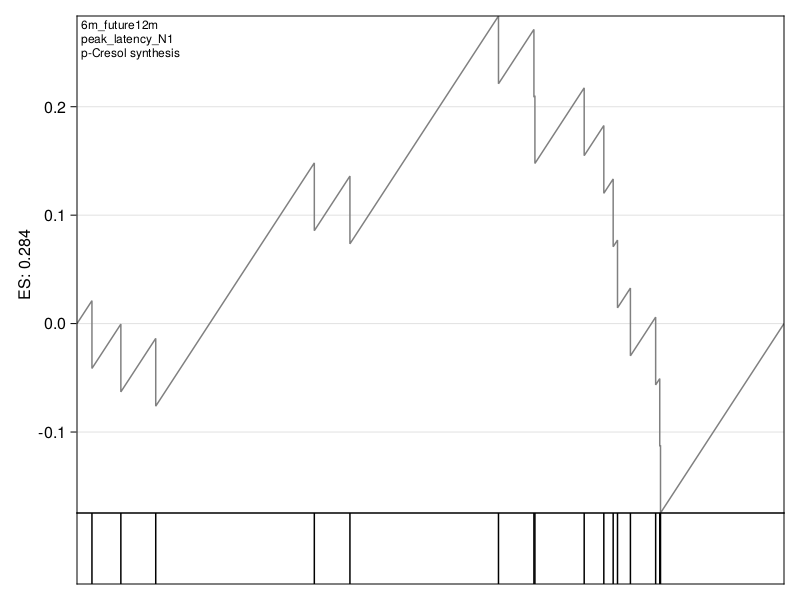 6m_future12m
peak_latency_N1
p-Cresol synthesis
0.2
0.1
0.0
-0.1
ES: 0.284